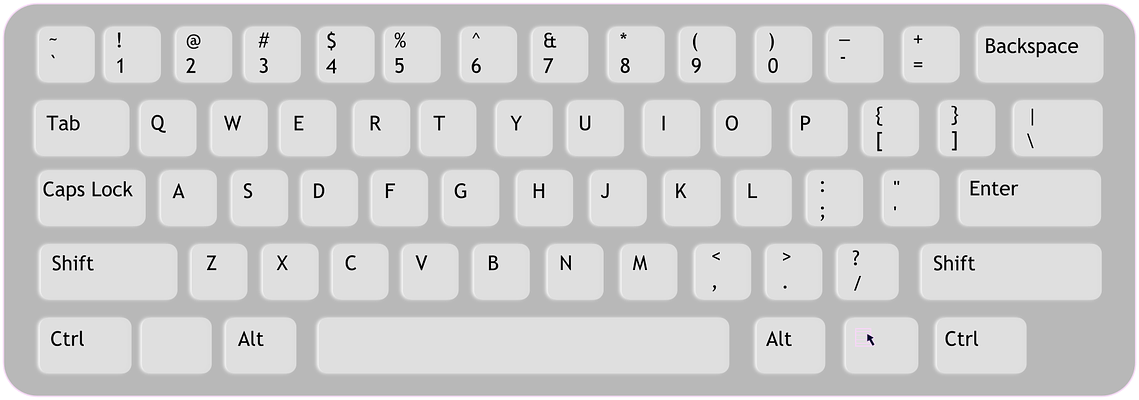 ~ ! @ # $ % ^ & * ( ) — + Backspace
` 1 2 3 4 5 6 7 8 9 0 - =
Tab Q W E R T Y U I O P { } |
[ ] \
Caps Lock A S D F G H J K L : " Enter
; '
Shift Z X C V B N M < > ? Shift
, . /
Ctrl Alt Alt Ctrl